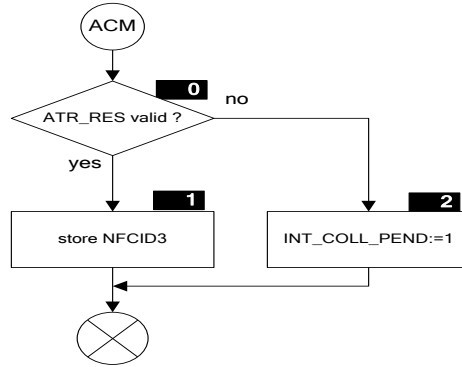 ACM
0
ATR_RES valid ?
no
yes
1
store NFCID3
2
INT_COLL_PEND:=1